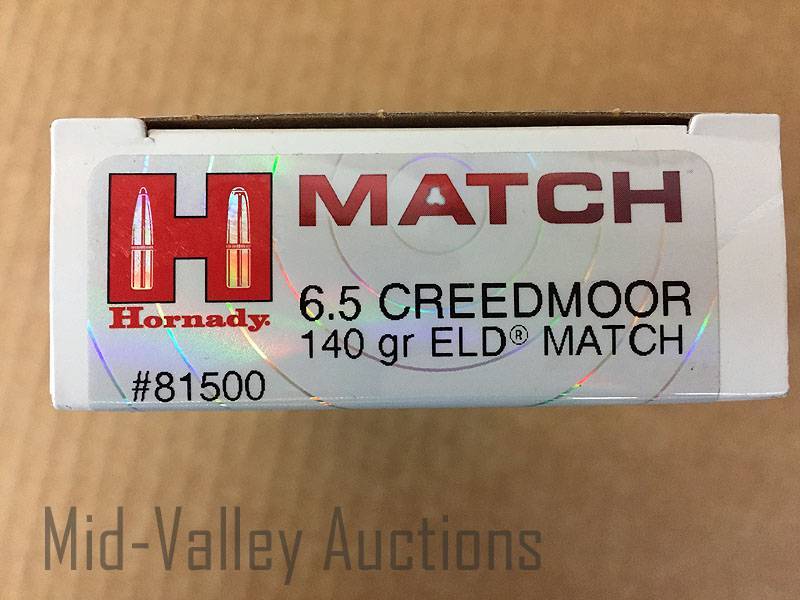 MATCH
Hornady.
6.5 CREEDMOOR
140 gr ELD® MATCH
#81500
Mid-Valley Auctions